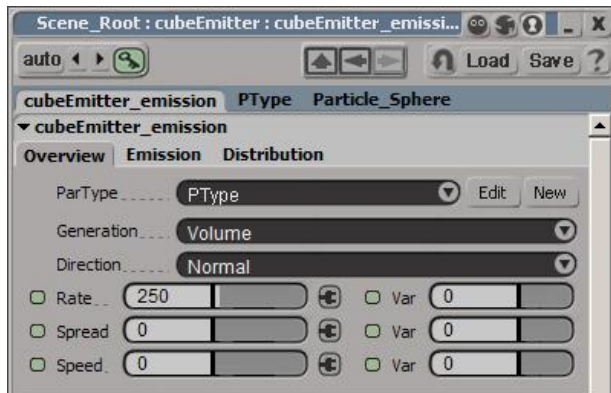 Scene_Root : cubeEmitter : cubeEmitter_emissi...
auto Load Save ?
cubeEmitter_emission PType Particle_Sphere
cubeEmitter_emission
Overview Emission Distribution
ParType PType Edit New
Generation Volume
Direction Normal
Rate 250 Var 0
Spread 0 Var 0
Speed 0 Var 0